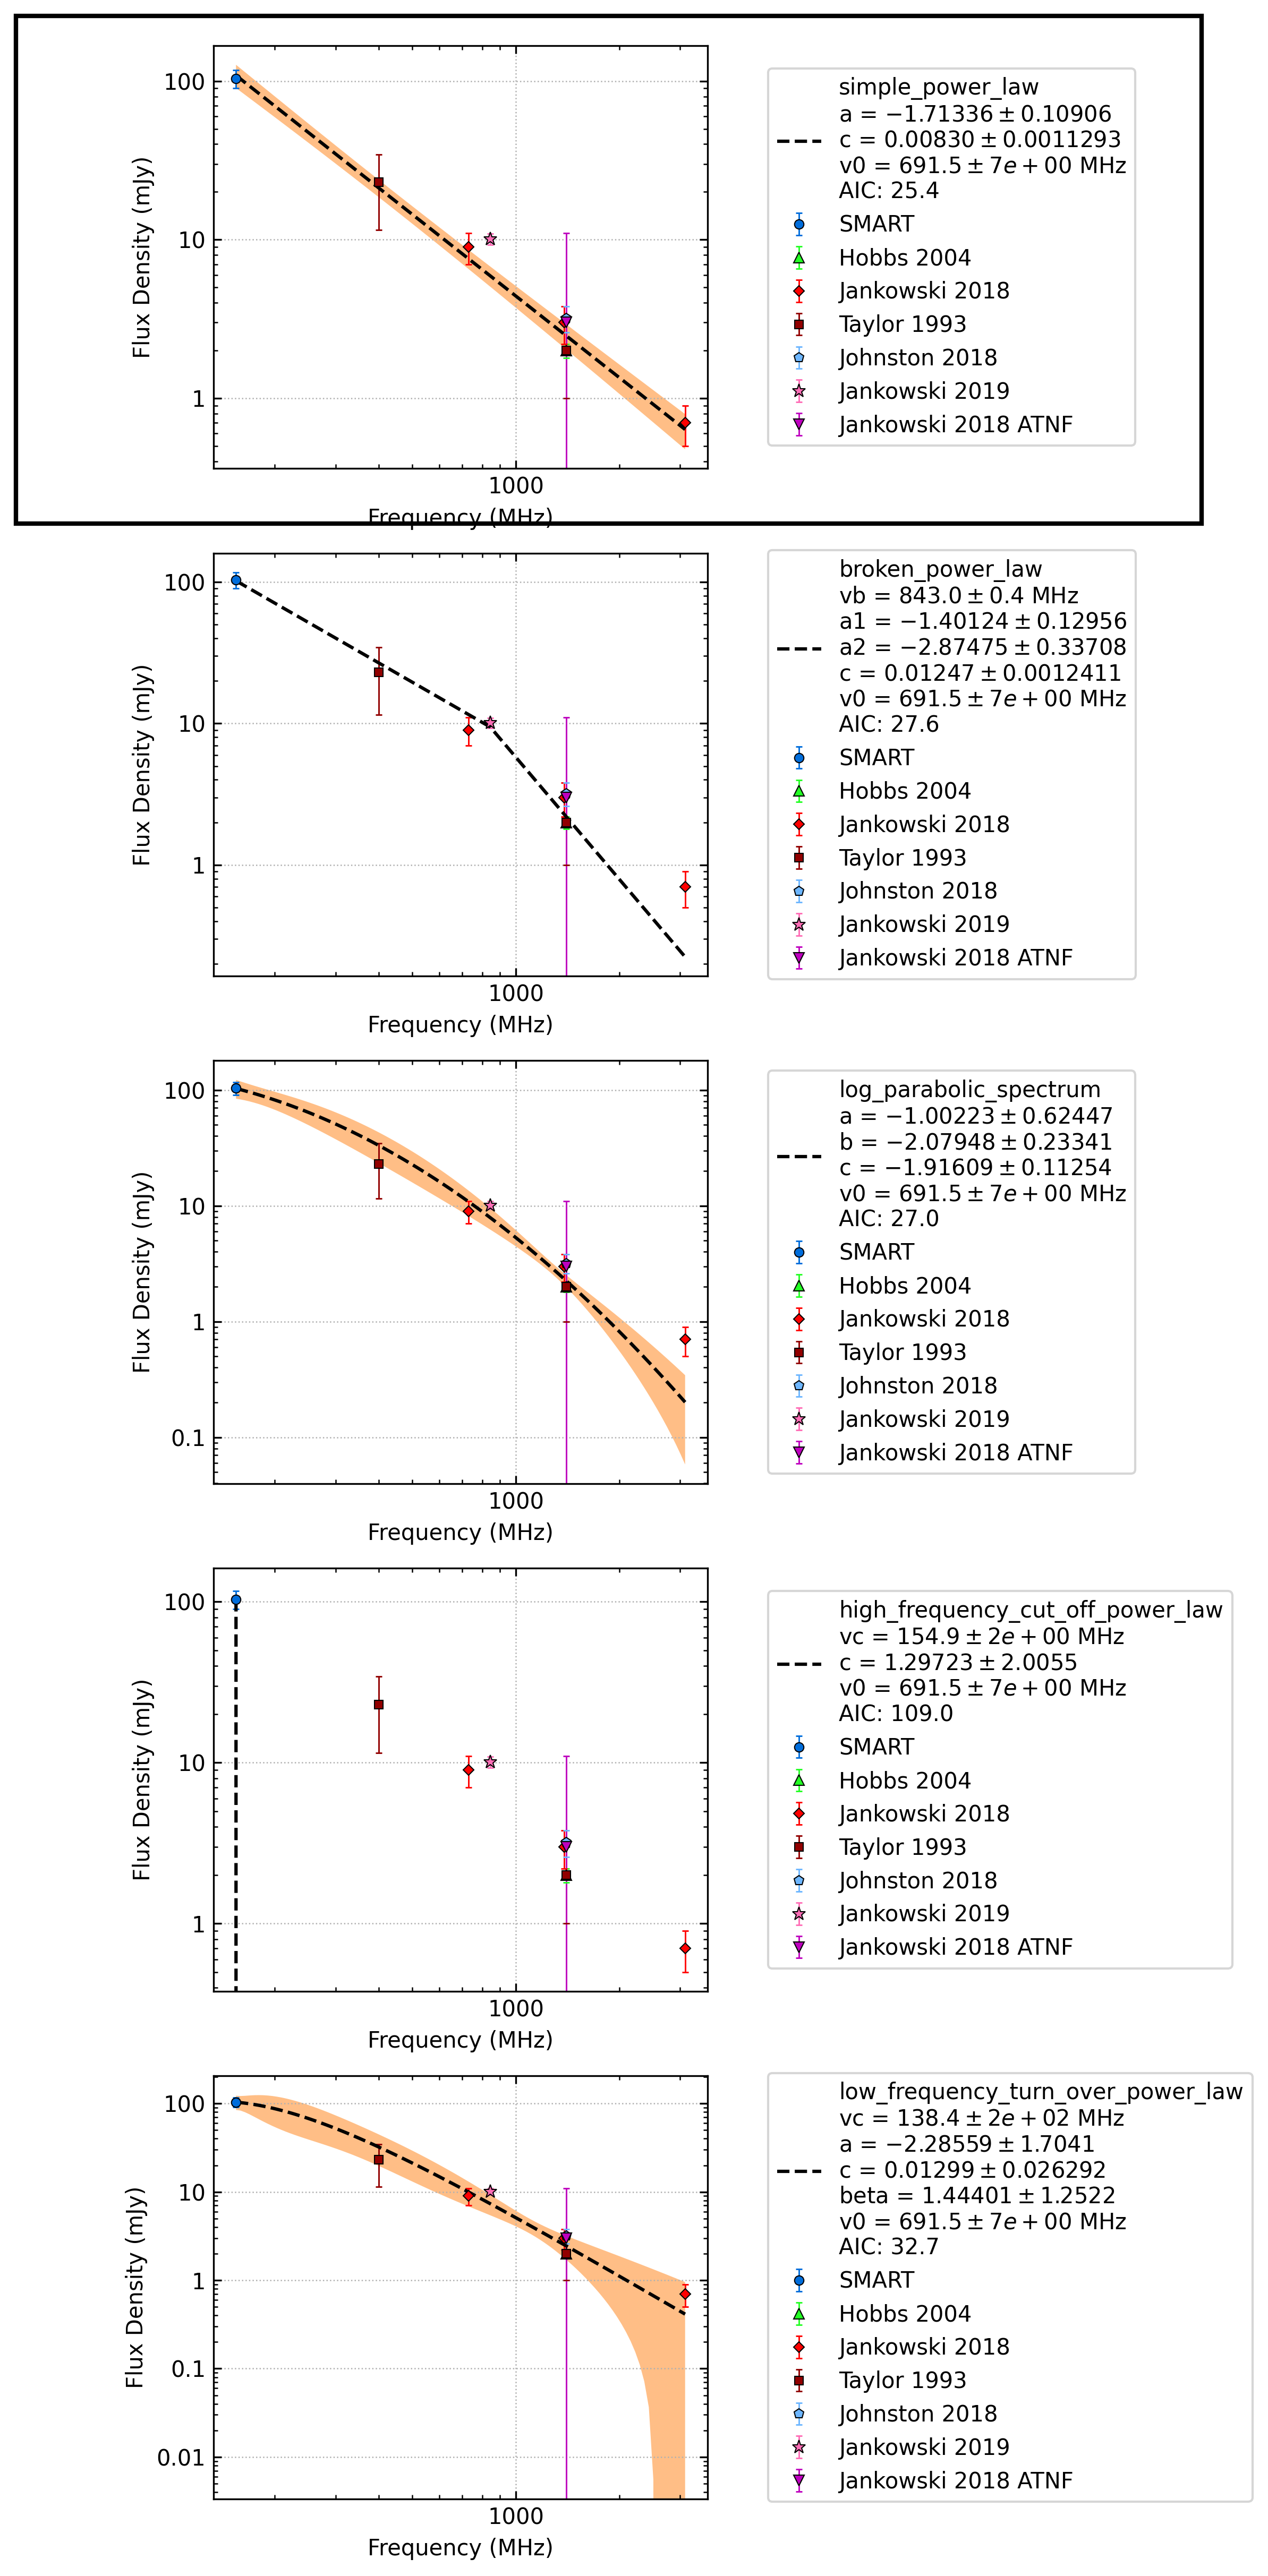 100
10
1
Flux Density (mJy)
1000
Frequency (MHz)
simple_power_law
a = −1.71336 ± 0.10906
c = 0.00830 ± 0.0011293
v0 = 691.5 ± 7e + 00 MHz
AIC: 25.4
SMART
Hobbs 2004
Jankowski 2018
Taylor 1993
Johnston 2018
Jankowski 2019
Jankowski 2018 ATNF
100
10
1
Flux Density (mJy)
1000
Frequency (MHz)
broken_power_law
vb = 843.0 ± 0.4 MHz
a1 = −1.40124 ± 0.12956
a2 = −2.87475 ± 0.33708
c = 0.01247 ± 0.0012411
v0 = 691.5 ± 7e + 00 MHz
AIC: 27.6
SMART
Hobbs 2004
Jankowski 2018
Taylor 1993
Johnston 2018
Jankowski 2019
Jankowski 2018 ATNF
100
10
1
0.1
Flux Density (mJy)
1000
Frequency (MHz)
log_parabolic_spectrum
a = −1.00223 ± 0.62447
b = −2.07948 ± 0.23341
c = −1.91609 ± 0.11254
v0 = 691.5 ± 7e + 00 MHz
AIC: 27.0
SMART
Hobbs 2004
Jankowski 2018
Taylor 1993
Johnston 2018
Jankowski 2019
Jankowski 2018 ATNF
100
10
1
Flux Density (mJy)
1000
Frequency (MHz)
high_frequency_cut_off_power_law
vc = 154.9 ± 2e + 00 MHz
c = 1.29723 ± 2.0055
v0 = 691.5 ± 7e + 00 MHz
AIC: 109.0
SMART
Hobbs 2004
Jankowski 2018
Taylor 1993
Johnston 2018
Jankowski 2019
Jankowski 2018 ATNF
100
10
1
0.1
0.01
Flux Density (mJy)
1000
Frequency (MHz)
low_frequency_turn_over_power_law
vc = 138.4 ± 2e + 02 MHz
a = −2.28559 ± 1.7041
c = 0.01299 ± 0.026292
beta = 1.44401 ± 1.2522
v0 = 691.5 ± 7e + 00 MHz
AIC: 32.7
SMART
Hobbs 2004
Jankowski 2018
Taylor 1993
Johnston 2018
Jankowski 2019
Jankowski 2018 ATNF